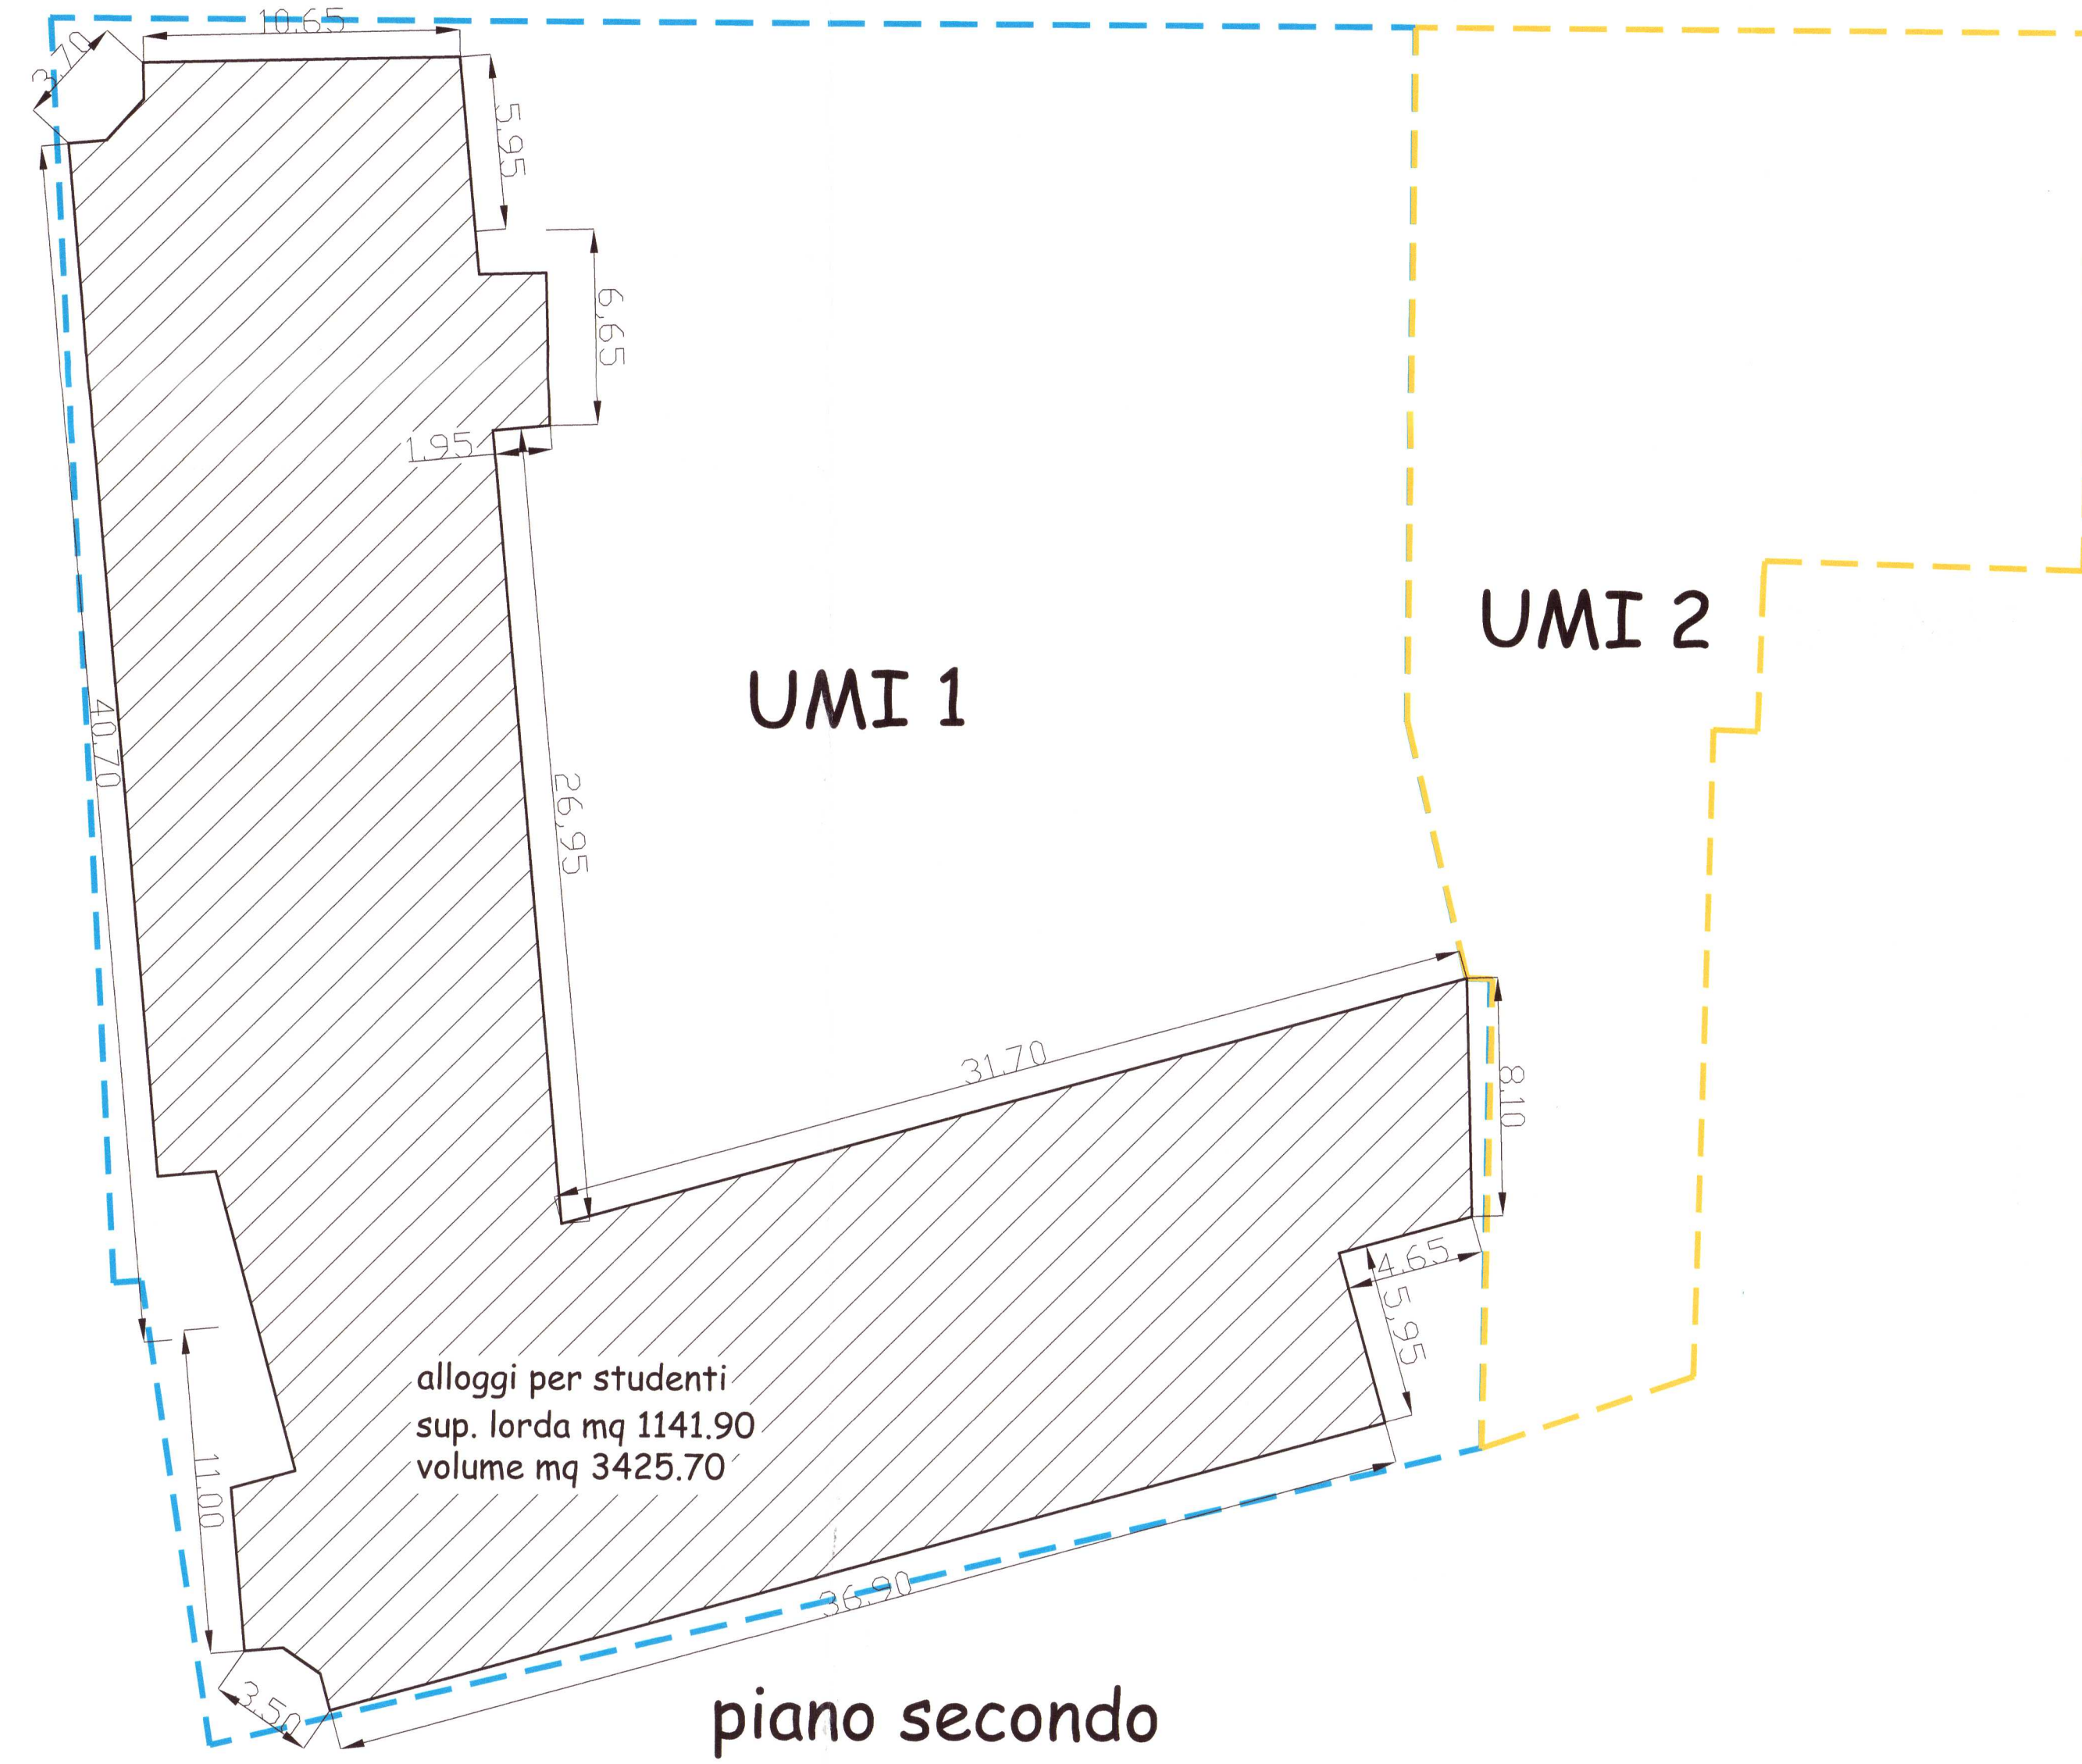 10.65
3.70
5,95
6,65
1.95
UMI 2
UMI 1
40.70
26,95
31.70
8,10
4.65
5,95
alloggi per studenti
sup. lorda mq 1141.90
volume mq 3425.70
11.00
36.90
3.50
piano secondo